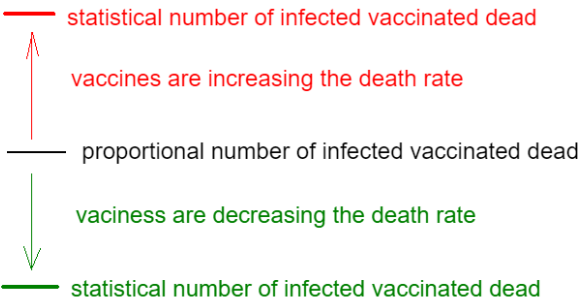 statistical number of infected vaccinated dead
vaccines are increasing the death rate
proportional number of infected vaccinated dead
vaciness are decreasing the death rate
statistical number of infected vaccinated dead